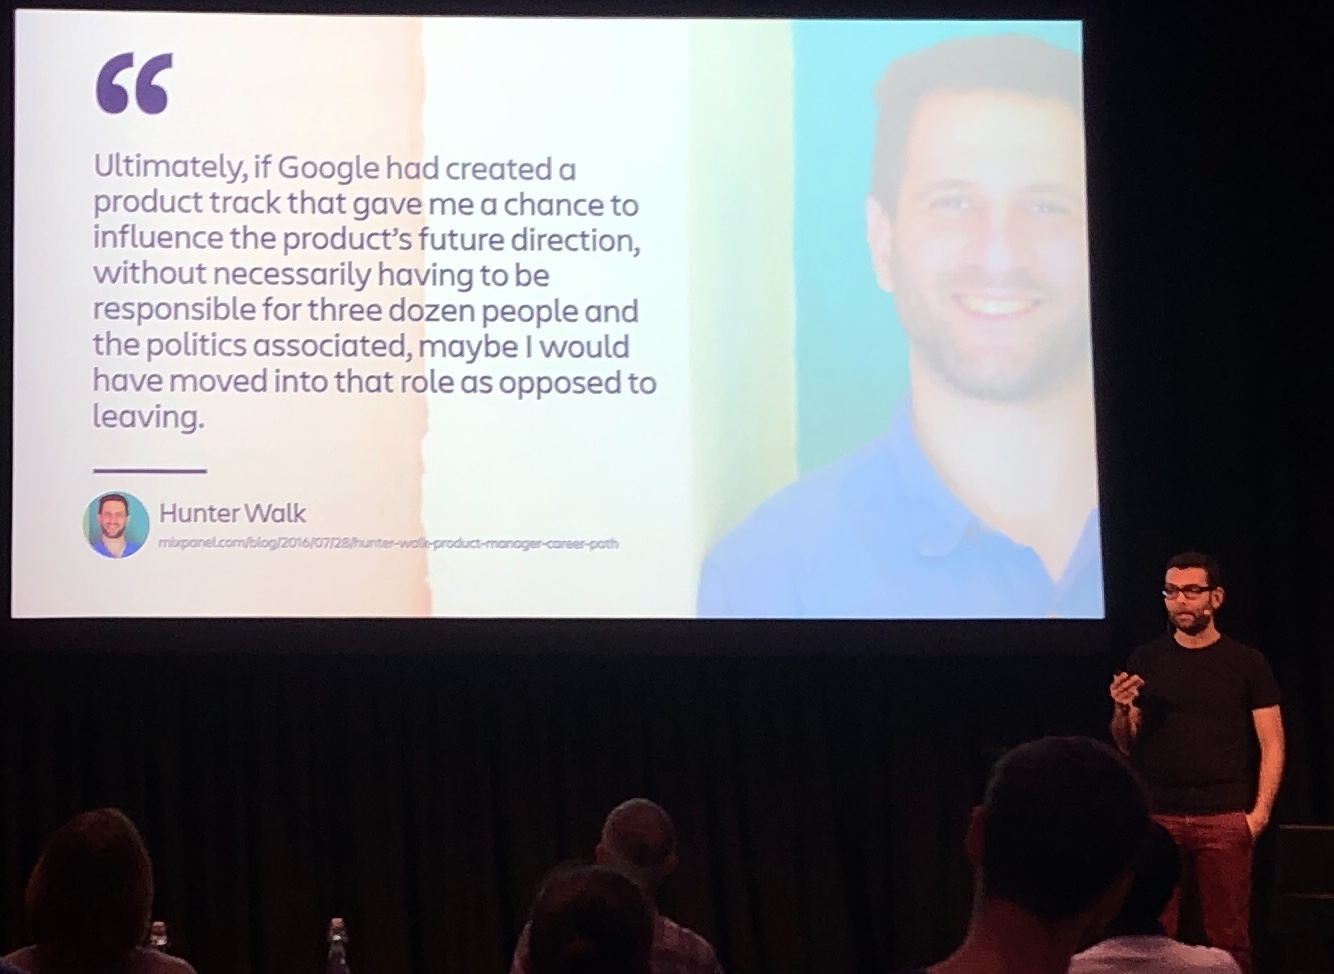 “
Ultimately, if Google had created a
product track that gave me a chance to
influence the product’s future direction,
without necessarily having to be
responsible for three dozen people and
the politics associated, maybe I would
have moved into that role as opposed to
leaving.
Hunter Walk
mixpanel.com/blog/2016/07/28/hunter-walk-product-manager-career-path